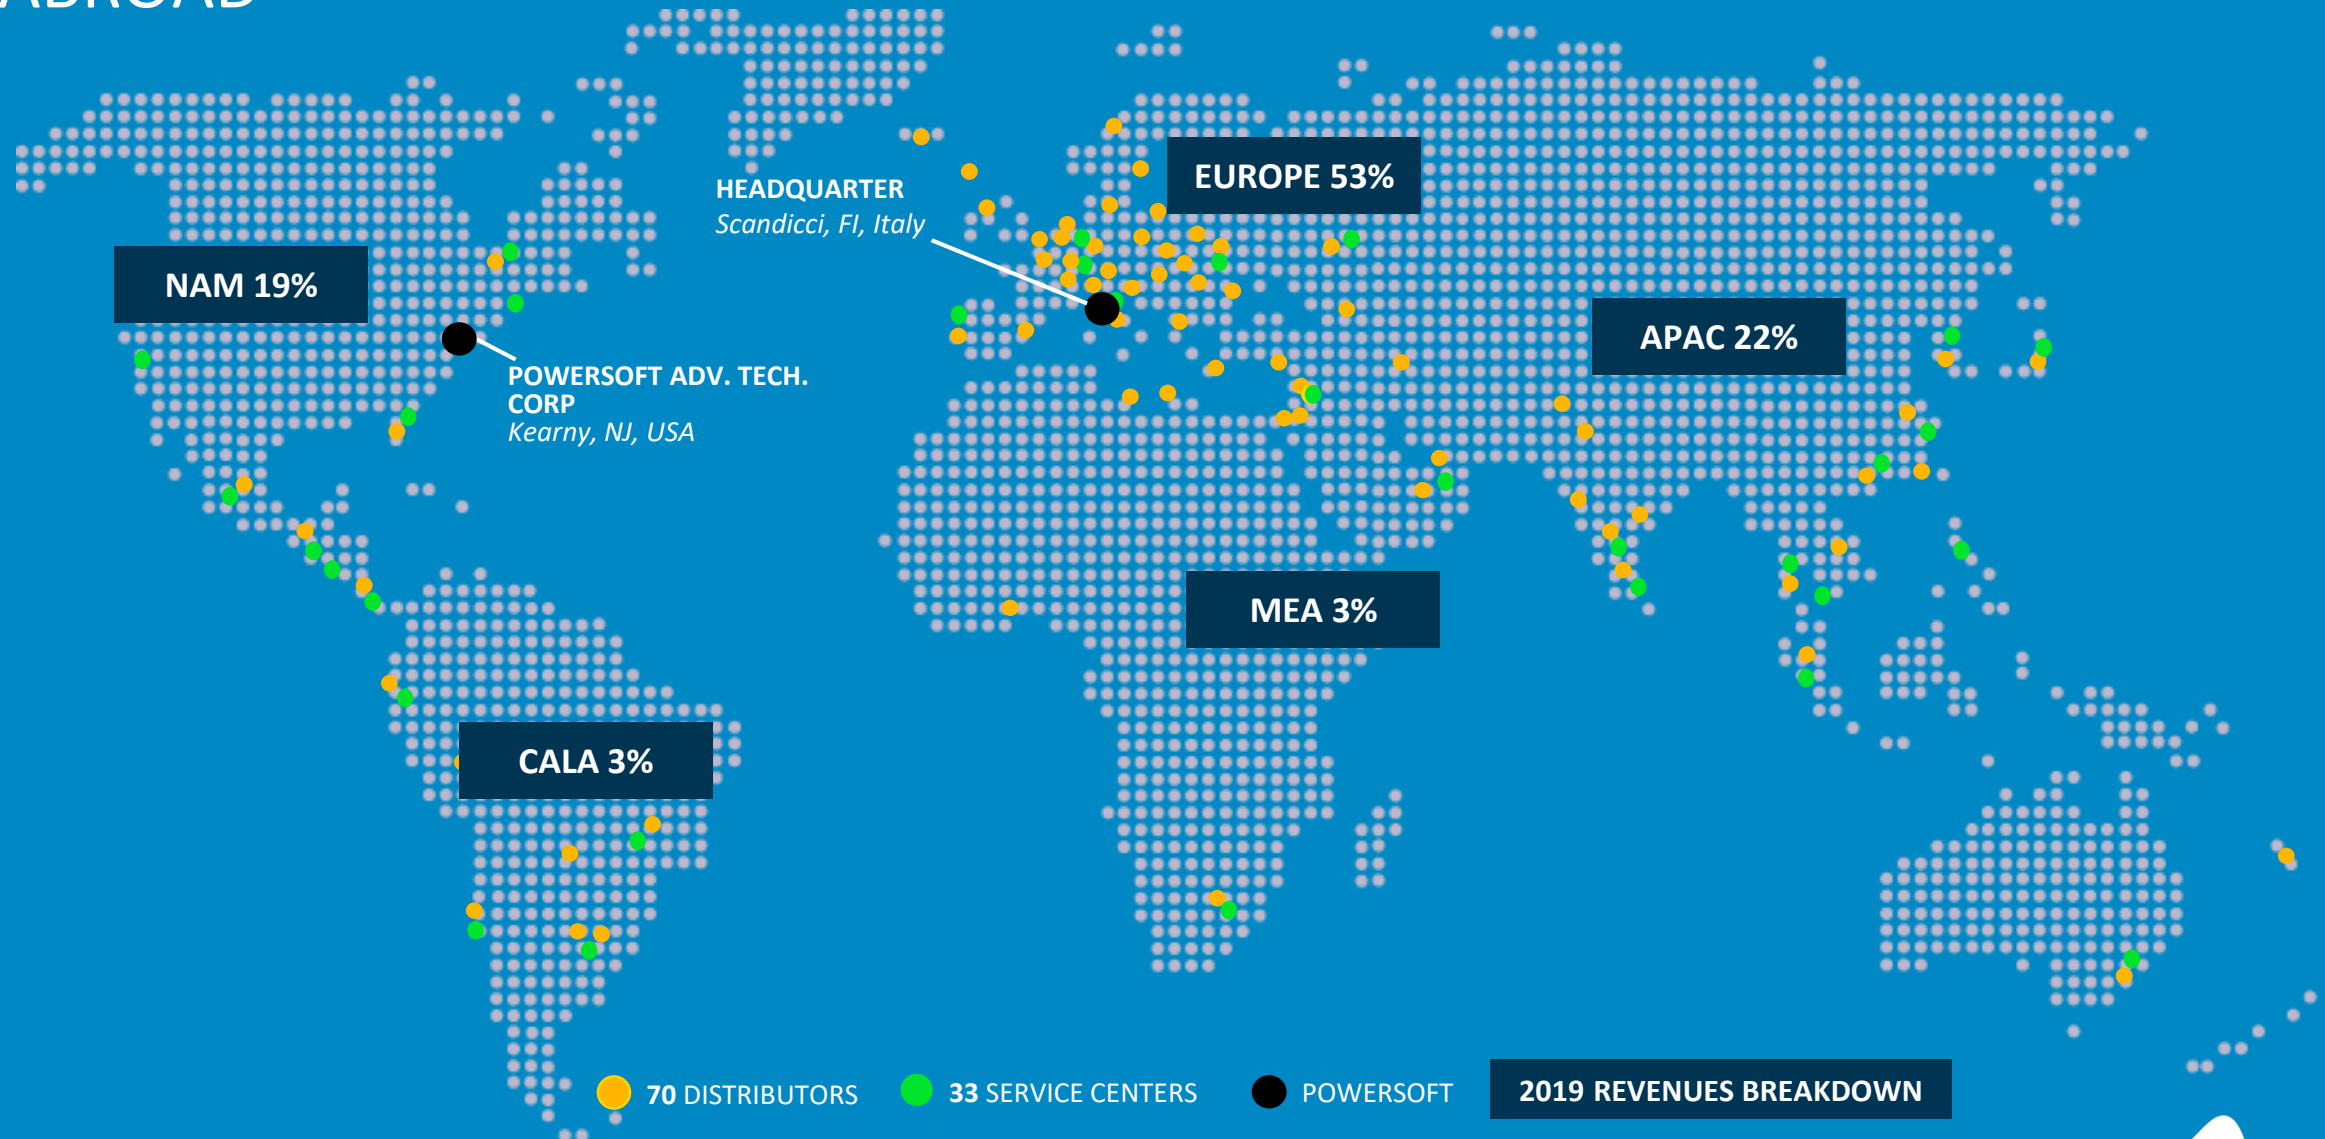 ABROAD
HEADQUARTER
Scandicci, FI, Italy
EUROPE 53%
NAM 19%
APAC 22%
POWERSOFT ADV. TECH.
CORP
Kearny, NJ, USA
MEA 3%
CALA 3%
70 DISTRIBUTORS
33 SERVICE CENTERS
POWERSOFT
2019 REVENUES BREAKDOWN